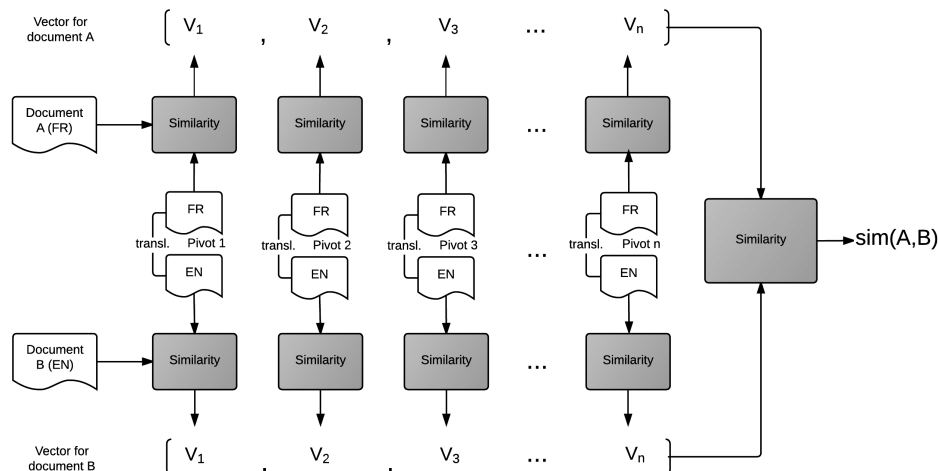 Vector for
document A
[ V1 , V2 , V3 ... Vn ]
Document
A (FR)
Similarity Similarity Similarity ... Similarity
FR FR FR FR
transl. Pivot 1 transl. Pivot 2 transl. Pivot 3 ... transl. Pivot n
EN EN EN EN
Similarity
sim(A,B)
Document
B (EN)
Similarity Similarity Similarity ... Similarity
Vector for
document B
[ V1 , V2 , V3 ... Vn ]